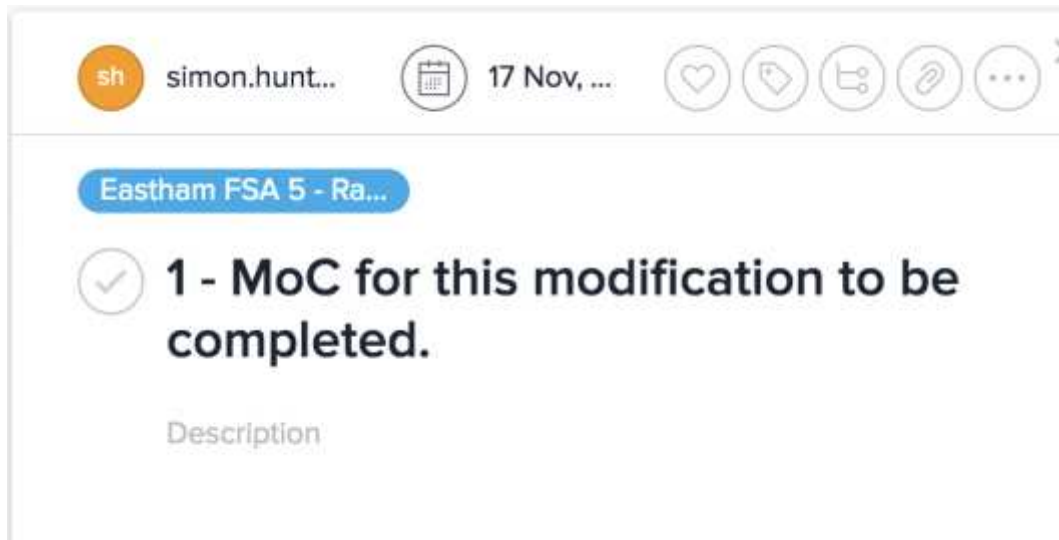 sh simon.hunt... 17 Nov, ...
Eastham FSA 5 - Ra...
1 - MoC for this modification to be
completed.
Description